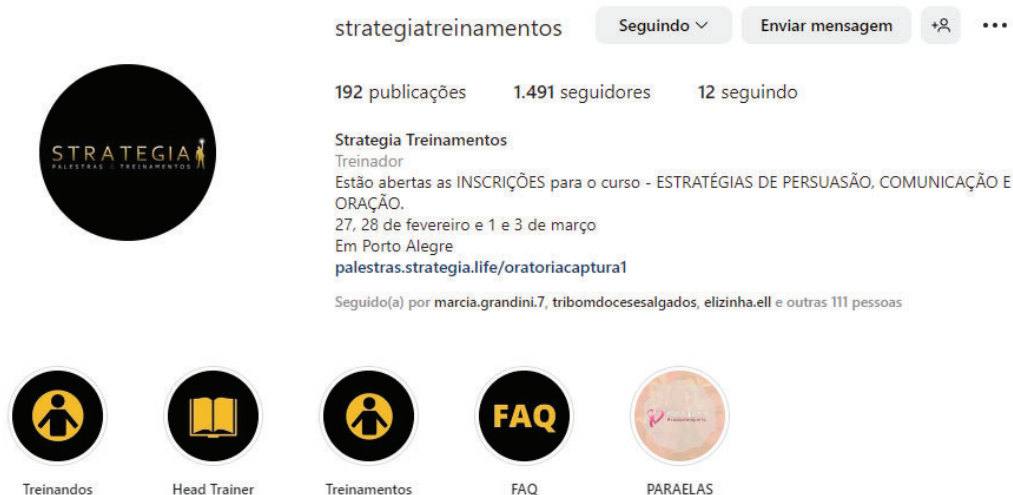 strategiatreinamentos Seguindo Enviar mensagem
192 publicações 1.491 seguidores 12 seguindo
STRATEGIA
PALESTRAS & TREINAMENTOS
Strategia Treinamentos
Treinador
Estão abertas as INSCRIÇÕES para o curso - ESTRATÉGIAS DE PERSUASÃO, COMUNICAÇÃO E
ORAÇÃO.
27, 28 de fevereiro e 1 e 3 de março
Em Porto Alegre
palestras.strategia.life/oratoriacaptura1
Seguido(a) por marcia.grandini.7, tribomdocesesalgados, elizinha.ell e outras 111 pessoas
FAQ
Treinandos Head Trainer Treinamentos FAQ PARAELAS